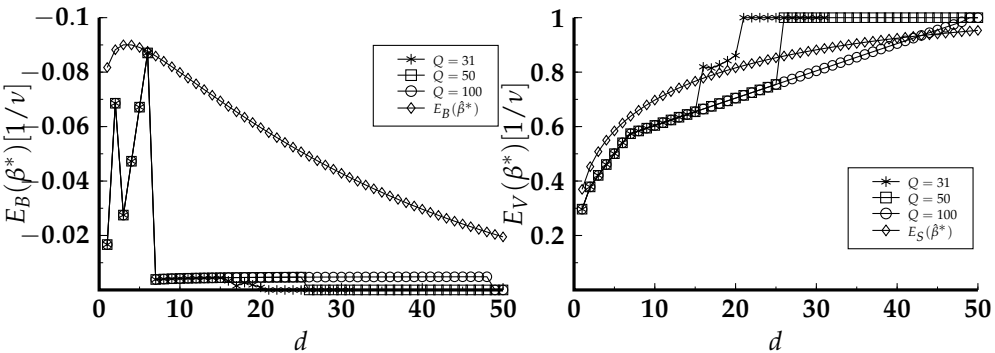 −0.1
−0.08
−0.06
−0.04
−0.02
E_B(β̂*)[1/ν]
0 10 20 30 40 50
d
Q = 31
Q = 50
Q = 100
E_B(β̂*)
1
0.8
0.6
0.4
0.2
E_V(β̂*)[1/ν]
0 10 20 30 40 50
d
Q = 31
Q = 50
Q = 100
E_S(β̂*)